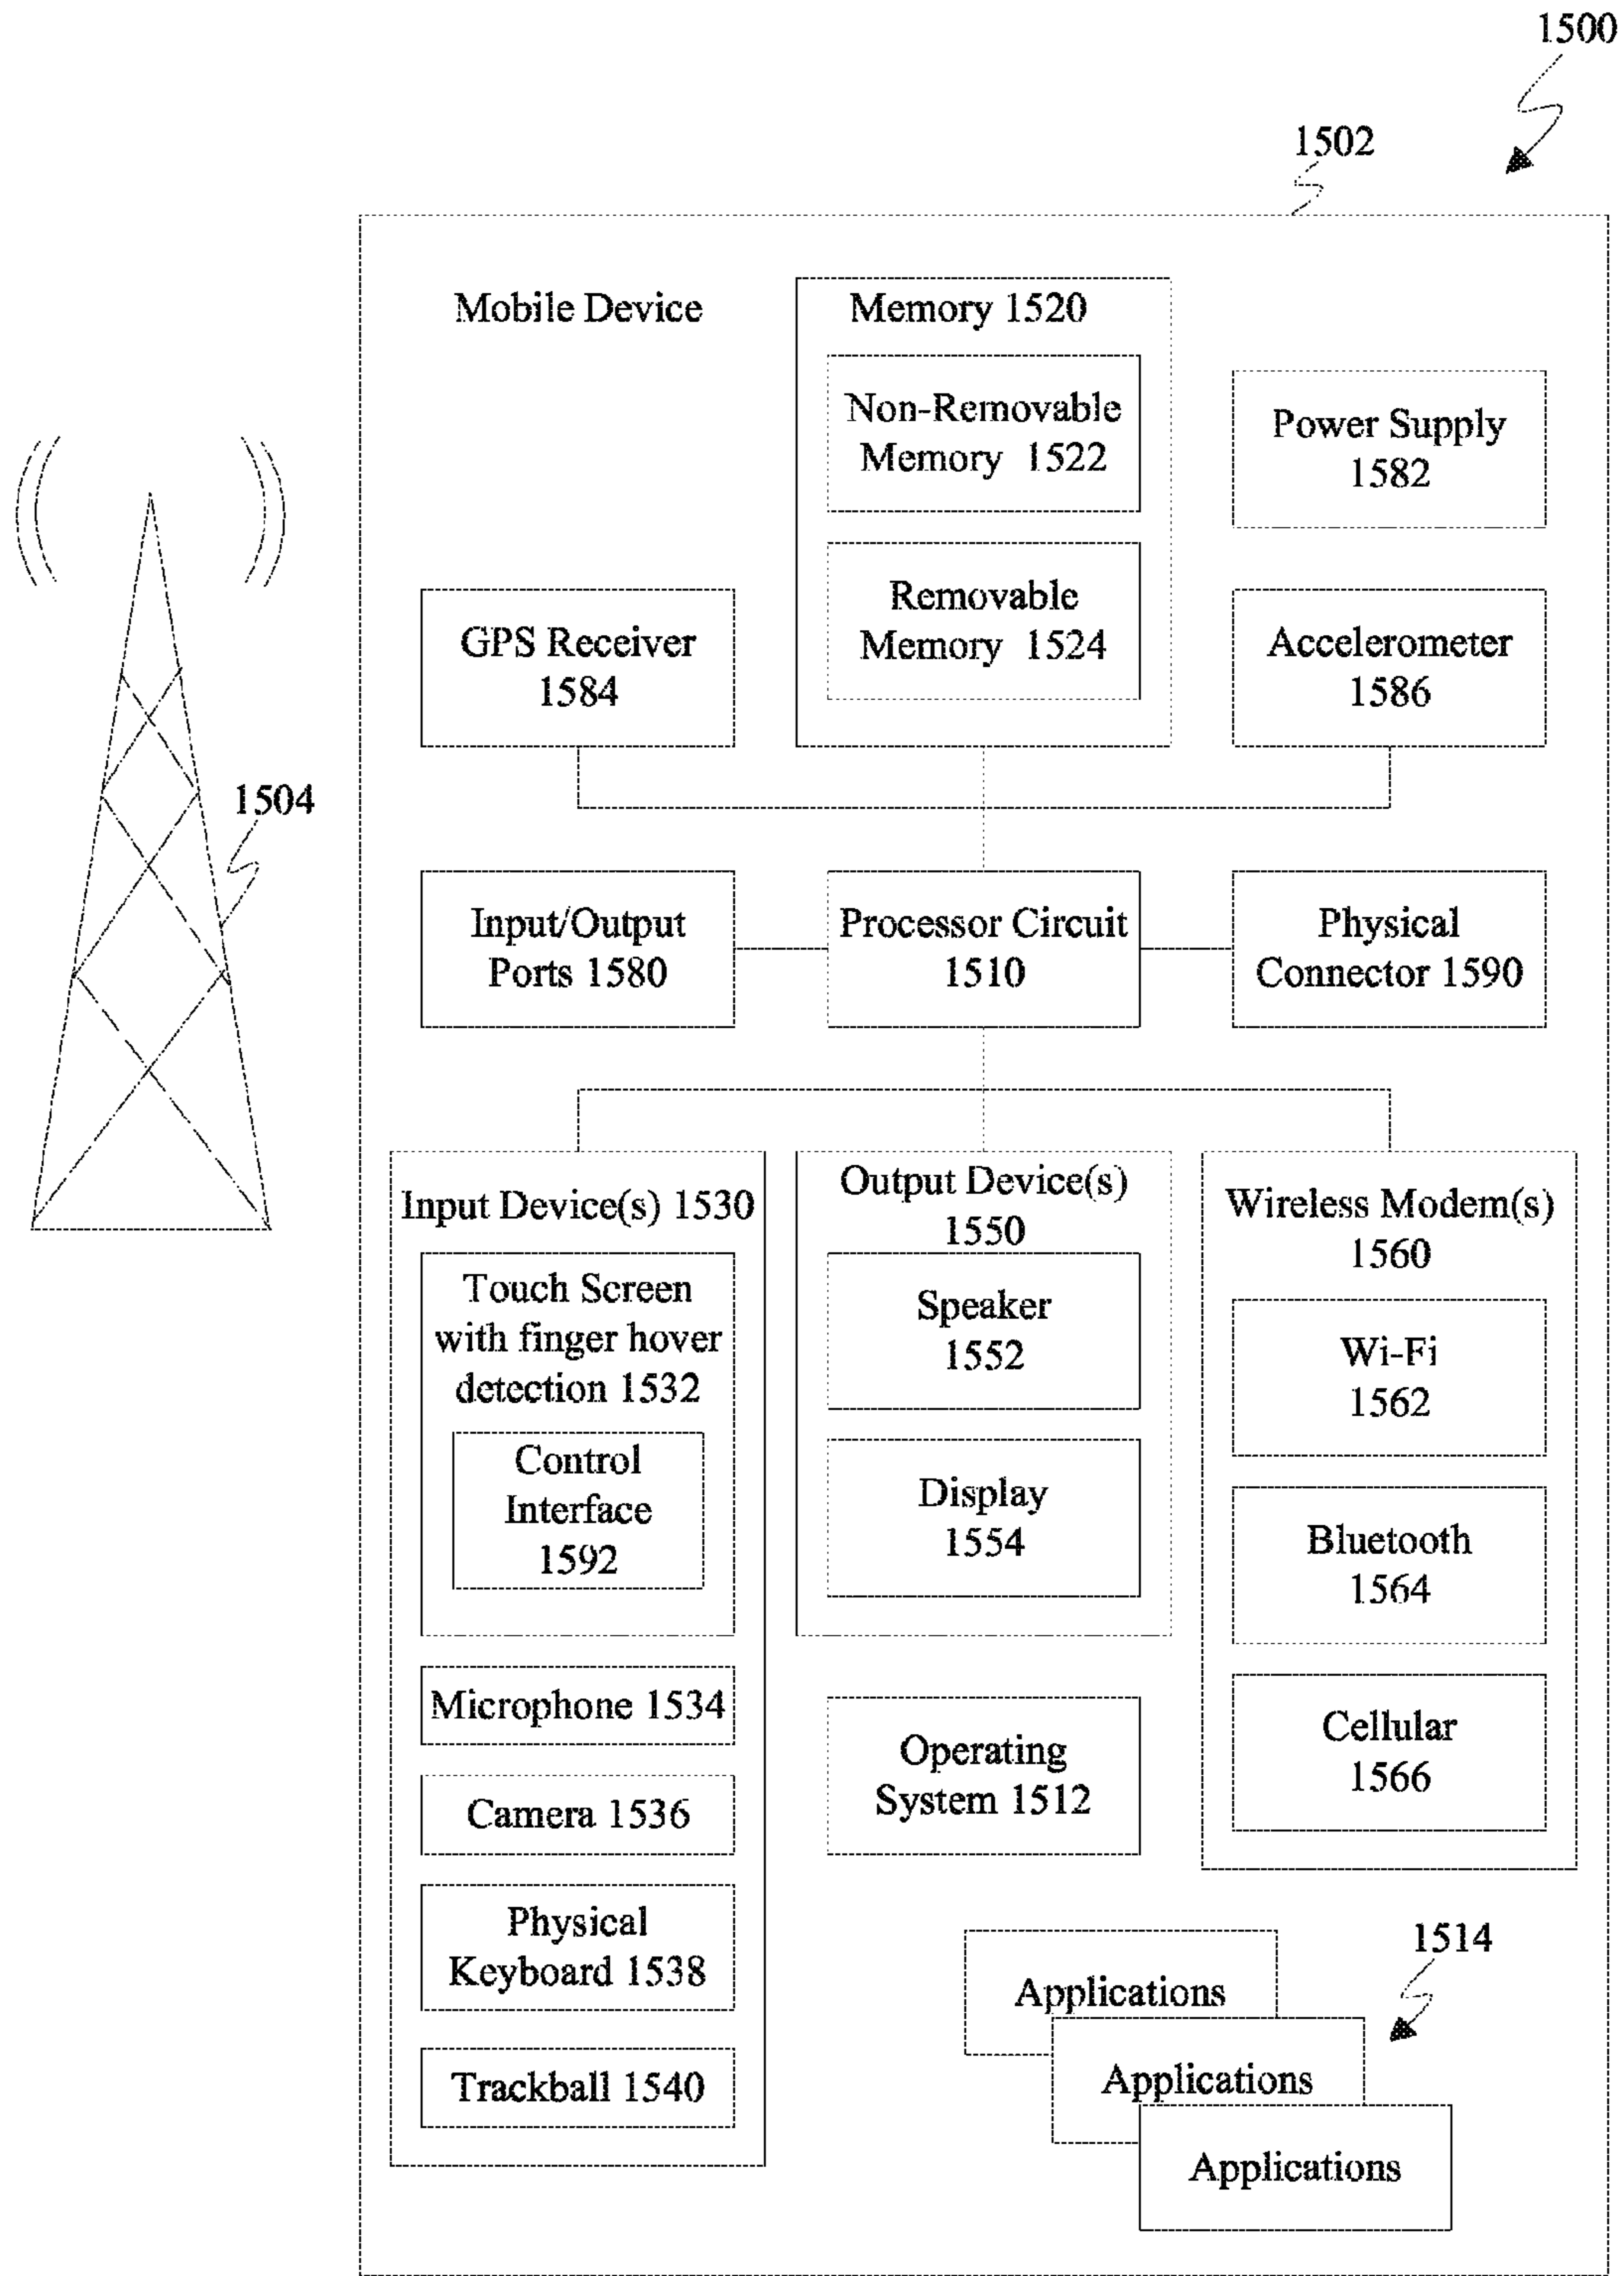 1500
1502
Mobile Device
Memory 1520
Non-Removable
Memory 1522
Power Supply
1582
Removable
Memory 1524
GPS Receiver
1584
Accelerometer
1586
1504
Input/Output
Ports 1580
Processor Circuit
1510
Physical
Connector 1590
Input Device(s) 1530
Touch Screen
with finger hover
detection 1532
Control
Interface
1592
Microphone 1534
Camera 1536
Physical
Keyboard 1538
Trackball 1540
Output Device(s)
1550
Speaker
1552
Display
1554
Operating
System 1512
Wireless Modem(s)
1560
Wi-Fi
1562
Bluetooth
1564
Cellular
1566
1514
Applications
Applications
Applications